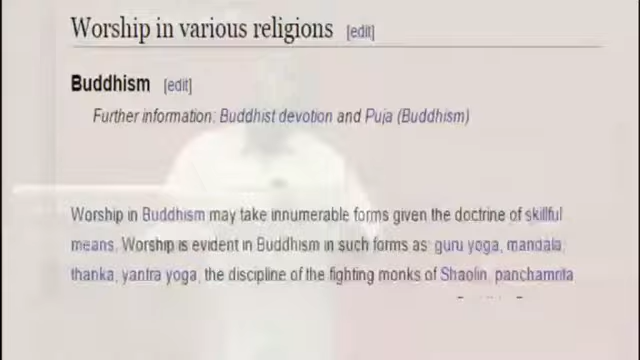 Worship in various religions [edit]
Buddhism [edit]
Further information: Buddhist devotion and Puja (Buddhism)
Worship in Buddhism may take innumerable forms given the doctrine of skillful
means. Worship is evident in Buddhism in such forms as: guru yoga, mandala,
thanka, yantra yoga, the discipline of the fighting monks of Shaolin, panchamrita